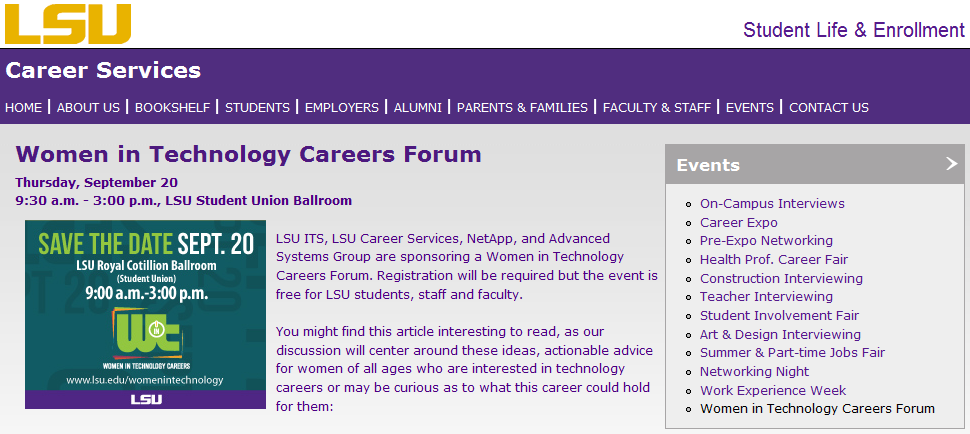 LSU
Student Life & Enrollment
Career Services
HOME | ABOUT US | BOOKSHELF | STUDENTS | EMPLOYERS | ALUMNI | PARENTS & FAMILIES | FACULTY & STAFF | EVENTS | CONTACT US
Women in Technology Careers Forum
Thursday, September 20
9:30 a.m. - 3:00 p.m., LSU Student Union Ballroom
SAVE THE DATE SEPT. 20
LSU Royal Cotillion Ballroom
(Student Union)
9:00 a.m.-3:00 p.m.
W IN T
WOMEN IN TECHNOLOGY CAREERS
www.lsu.edu/womenintechnology
LSU
LSU ITS, LSU Career Services, NetApp, and Advanced
Systems Group are sponsoring a Women in Technology
Careers Forum. Registration will be required but the event is
free for LSU students, staff and faculty.
You might find this article interesting to read, as our
discussion will center around these ideas, actionable advice
for women of all ages who are interested in technology
careers or may be curious as to what this career could hold
for them:
Events
On-Campus Interviews
Career Expo
Pre-Expo Networking
Health Prof. Career Fair
Construction Interviewing
Teacher Interviewing
Student Involvement Fair
Art & Design Interviewing
Summer & Part-time Jobs Fair
Networking Night
Work Experience Week
Women in Technology Careers Forum